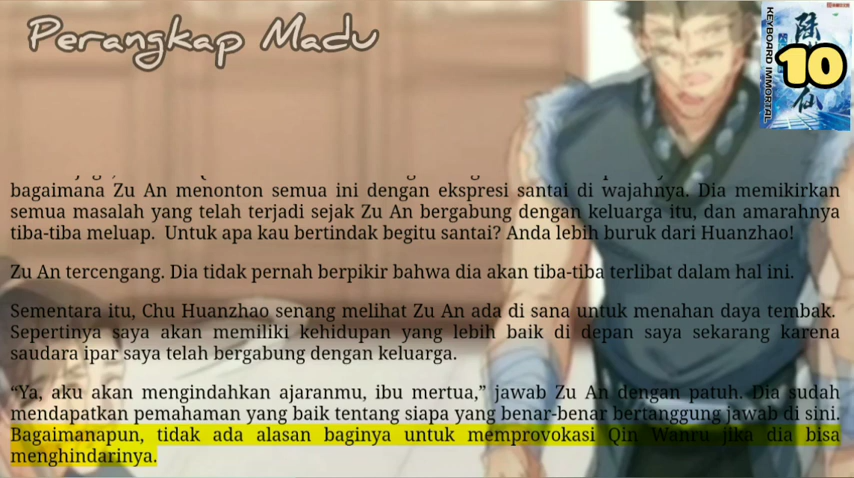 Perangkap Madu
KEYBOARD IMMORTAL
10
bagaimana Zu An menonton semua ini dengan ekspresi santai di wajahnya. Dia memikirkan
semua masalah yang telah terjadi sejak Zu An bergabung dengan keluarga itu, dan amarahnya
tiba-tiba meluap. Untuk apa kau bertindak begitu santai? Anda lebih buruk dari Huanzhao!
Zu An tercengang. Dia tidak pernah berpikir bahwa dia akan tiba-tiba terlibat dalam hal ini.
Sementara itu, Chu Huanzhao senang melihat Zu An ada di sana untuk menahan daya tembak.
Sepertinya saya akan memiliki kehidupan yang lebih baik di depan saya sekarang karena
saudara ipar saya telah bergabung dengan keluarga.
“Ya, aku akan mengindahkan ajaranmu, ibu mertua,” jawab Zu An dengan patuh. Dia sudah
mendapatkan pemahaman yang baik tentang siapa yang benar-benar bertanggung jawab di sini.
Bagaimanapun, tidak ada alasan baginya untuk memprovokasi Qin Wanru jika dia bisa
menghindarinya.